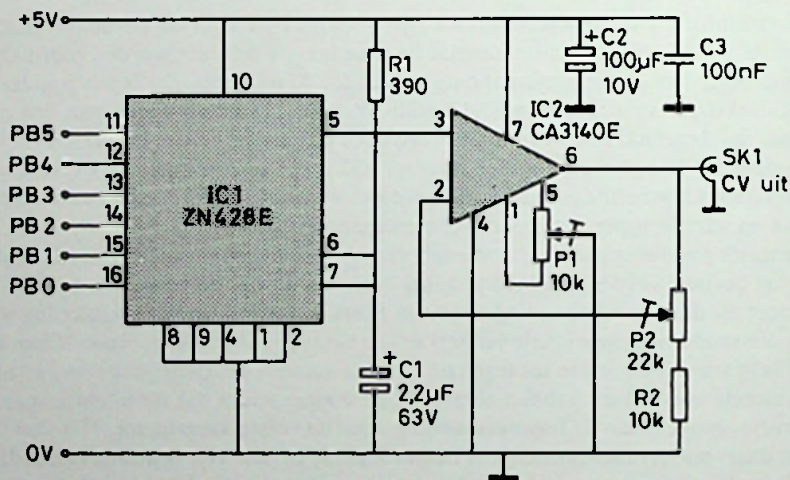 +5V
R1
390
+
C2
100µF
10V
C3
100nF
10
IC2
CA3140E
PB5
11
5
3
7
PB4
12
6
SK1
PB3
13
IC1
ZN428E
2
5
CV uit
PB2
14
4
1
PB1
15
6
P1
10k
PB0
16
7
P2
22k
8
9
4
1
2
+
C1
2,2µF
63V
R2
10k
0V